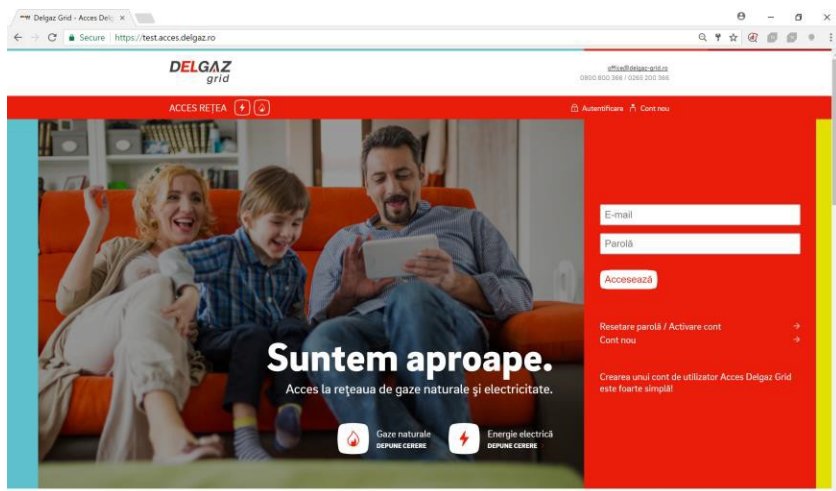 Delgaz Grid - Acces Delg
Secure
https://test.acces.delgaz.ro
DELGAZ
grid
office@delgaz-grid.ro
0800 800 366 / 0265 200 366
ACCES REȚEA
Autentificare
Cont nou
E-mail
Parolă
Accesează
Resetare parolă / Activare cont
Cont nou
Crearea unui cont de utilizator Acces Delgaz Grid
este foarte simplă!
Suntem aproape.
Acces la rețeaua de gaze naturale și electricitate.
Gaze naturale
DEPUNE CERERE
Energie electrică
DEPUNE CERERE